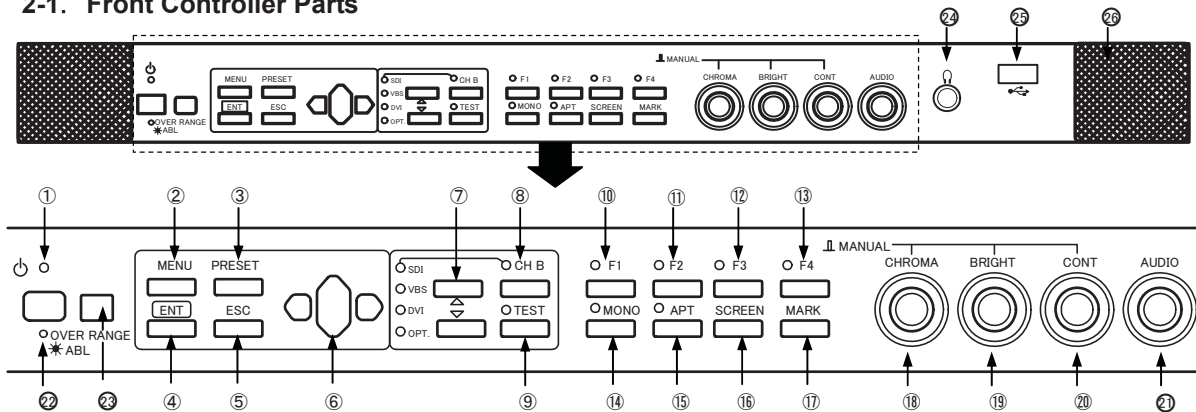 2-1. Front Controller Parts
㉔ ㉕ ㉖
MANUAL
MENU PRESET SDI CH B F1 F2 F3 F4 CHROMA BRIGHT CONT AUDIO
VBS
ENT ESC DVI TEST MONO APT SCREEN MARK
OVER RANGE OPT.
ABL
① ② ③ ⑦ ⑧ ⑩ ⑪ ⑫ ⑬
MANUAL
MENU PRESET SDI CH B F1 F2 F3 F4 CHROMA BRIGHT CONT AUDIO
VBS
ENT ESC DVI TEST MONO APT SCREEN MARK
OVER RANGE OPT.
ABL
㉒ ㉓ ④ ⑤ ⑥ ⑨ ⑭ ⑮ ⑯ ⑰ ⑱ ⑲ ⑳ ㉑